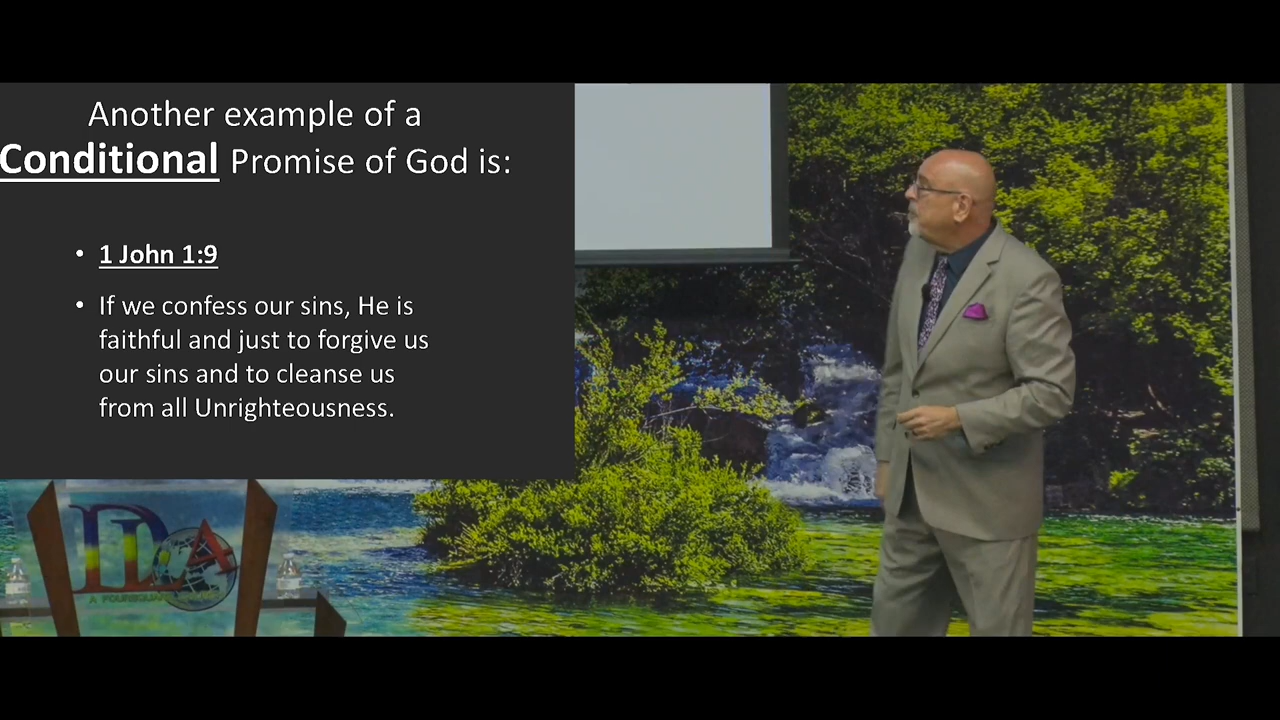 Another example of a
Conditional Promise of God is:
• 1 John 1:9
• If we confess our sins, He is
faithful and just to forgive us
our sins and to cleanse us
from all Unrighteousness.
A FOURSQUARE